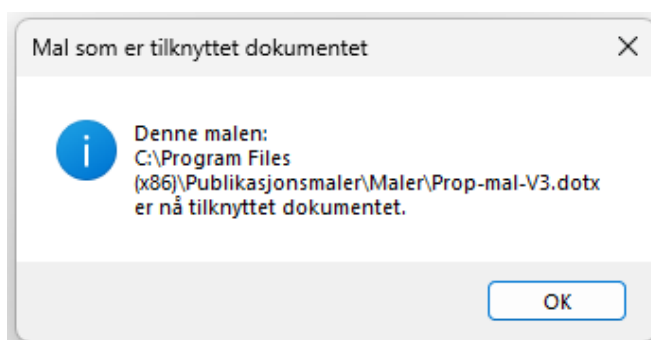 Mal som er tilknyttet dokumentet
Denne malen:
C:\Program Files
(x86)\Publikasjonsmaler\Maler\Prop-mal-V3.dotx
er nå tilknyttet dokumentet.
OK